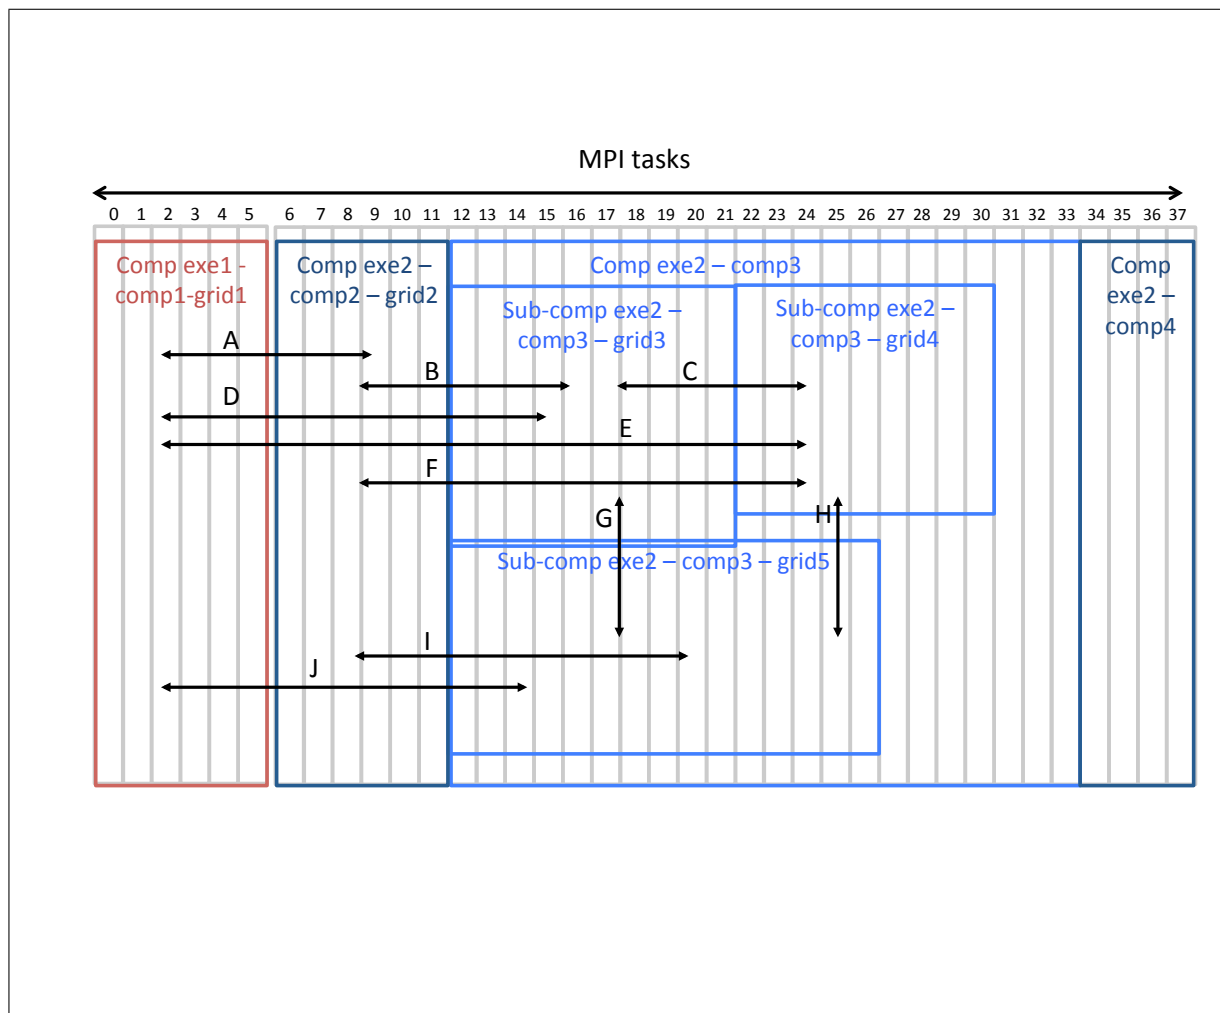 MPI tasks
0 1 2 3 4 5 6 7 8 9 10 11 12 13 14 15 16 17 18 19 20 21 22 23 24 25 26 27 28 29 30 31 32 33 34 35 36 37
Comp exe1 -
comp1-grid1
Comp exe2 –
comp2 – grid2
Comp exe2 – comp3
Sub-comp exe2 –
comp3 – grid3
Sub-comp exe2 –
comp3 – grid4
Comp
exe2 –
comp4
A
B
C
D
E
F
G
H
Sub-comp exe2 – comp3 – grid5
I
J